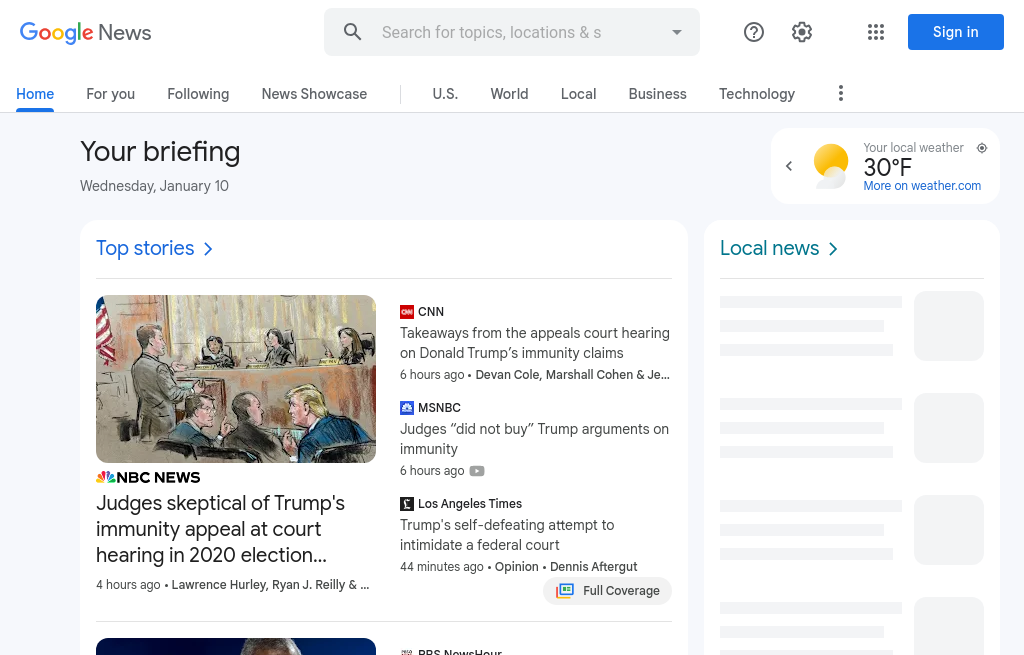 Google News
Search for topics, locations & s
Sign in
Home
For you
Following
News Showcase
U.S.
World
Local
Business
Technology
Your briefing
Wednesday, January 10
Your local weather
30°F
More on weather.com
Top stories
NBC NEWS
Judges skeptical of Trump's
immunity appeal at court
hearing in 2020 election...
4 hours ago • Lawrence Hurley, Ryan J. Reilly & ...
CNN
Takeaways from the appeals court hearing
on Donald Trump’s immunity claims
6 hours ago • Devan Cole, Marshall Cohen & Je...
MSNBC
Judges “did not buy” Trump arguments on
immunity
6 hours ago
Los Angeles Times
Trump's self-defeating attempt to
intimidate a federal court
44 minutes ago • Opinion • Dennis Aftergut
Full Coverage
PBS NewsHour
Local news